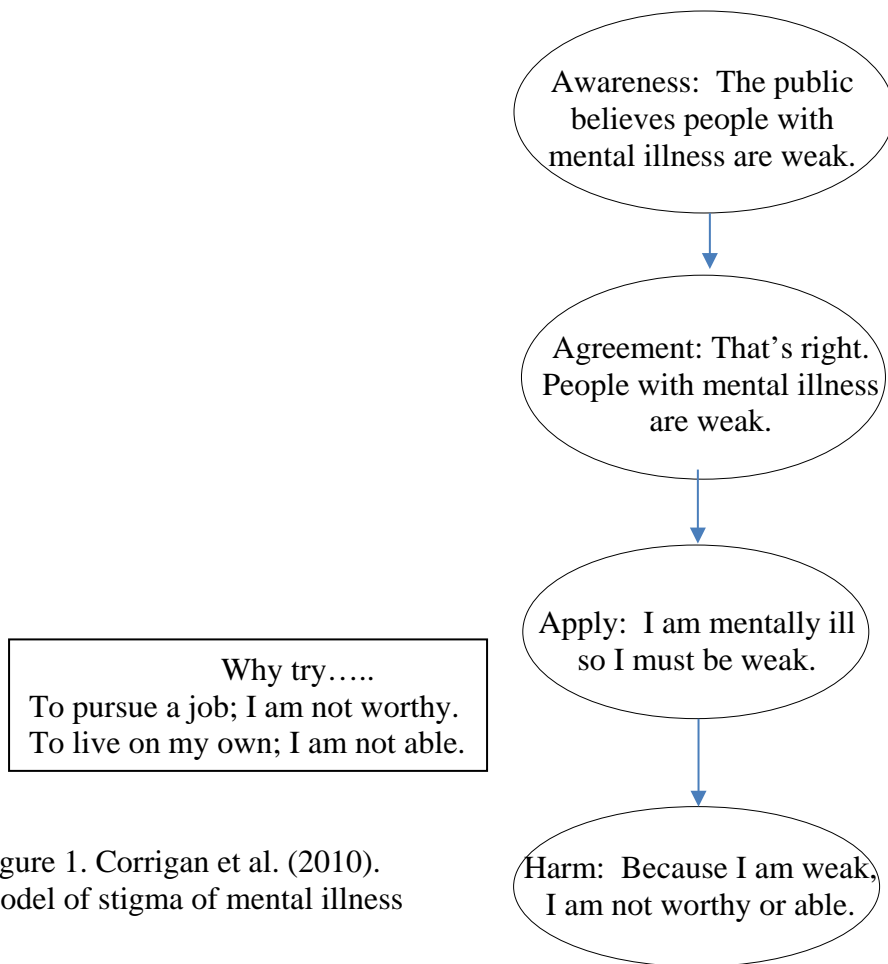 Awareness:  The public
believes people with
mental illness are weak.
Agreement: That’s right.
People with mental illness
are weak.
Apply:  I am mentally ill
so I must be weak.
Why try…..
To pursue a job; I am not worthy.
To live on my own; I am not able.
Harm:  Because I am weak,
I am not worthy or able.
gure 1. Corrigan et al. (2010).
odel of stigma of mental illness